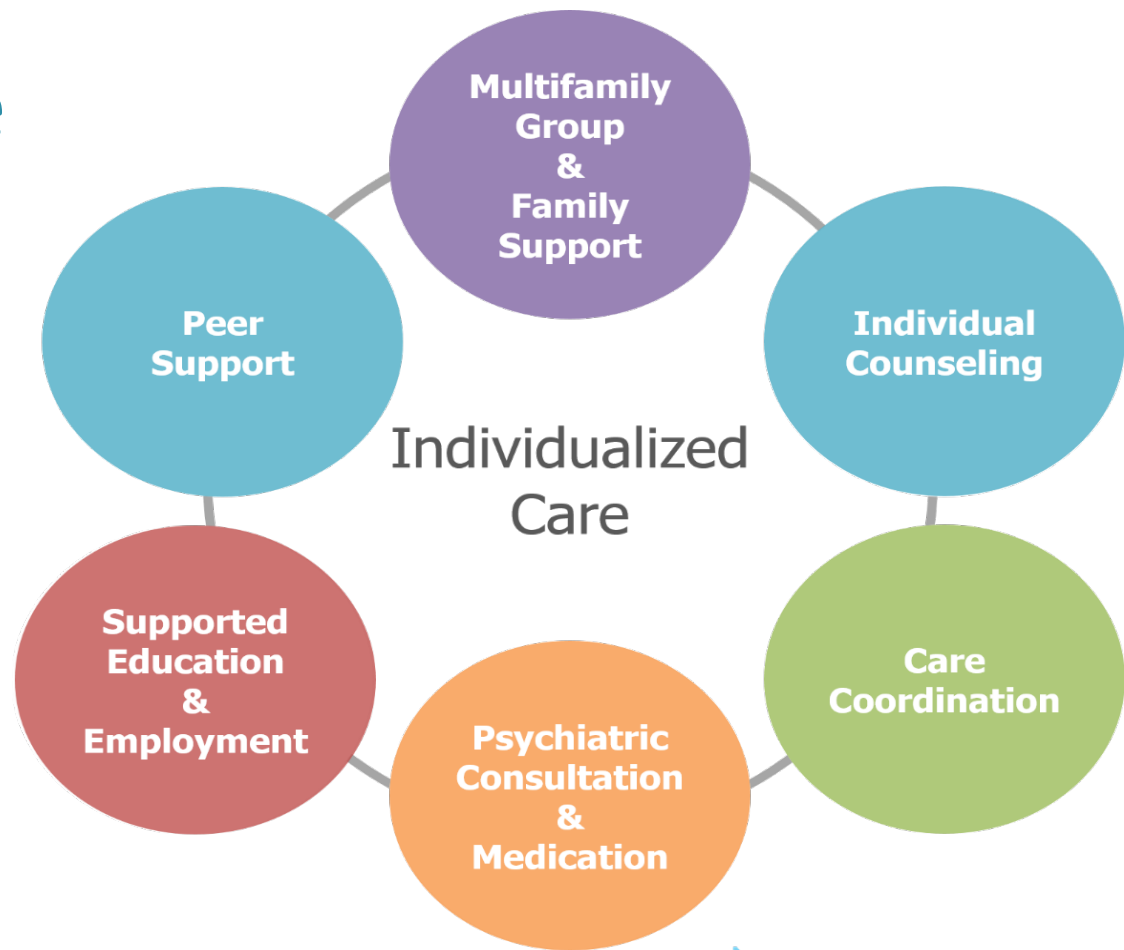 Multifamily
Group
&
Family
Support
Peer
Support
Individual
Counseling
Individualized
Care
Supported
Education
&
Employment
Care
Coordination
Psychiatric
Consultation
&
Medication